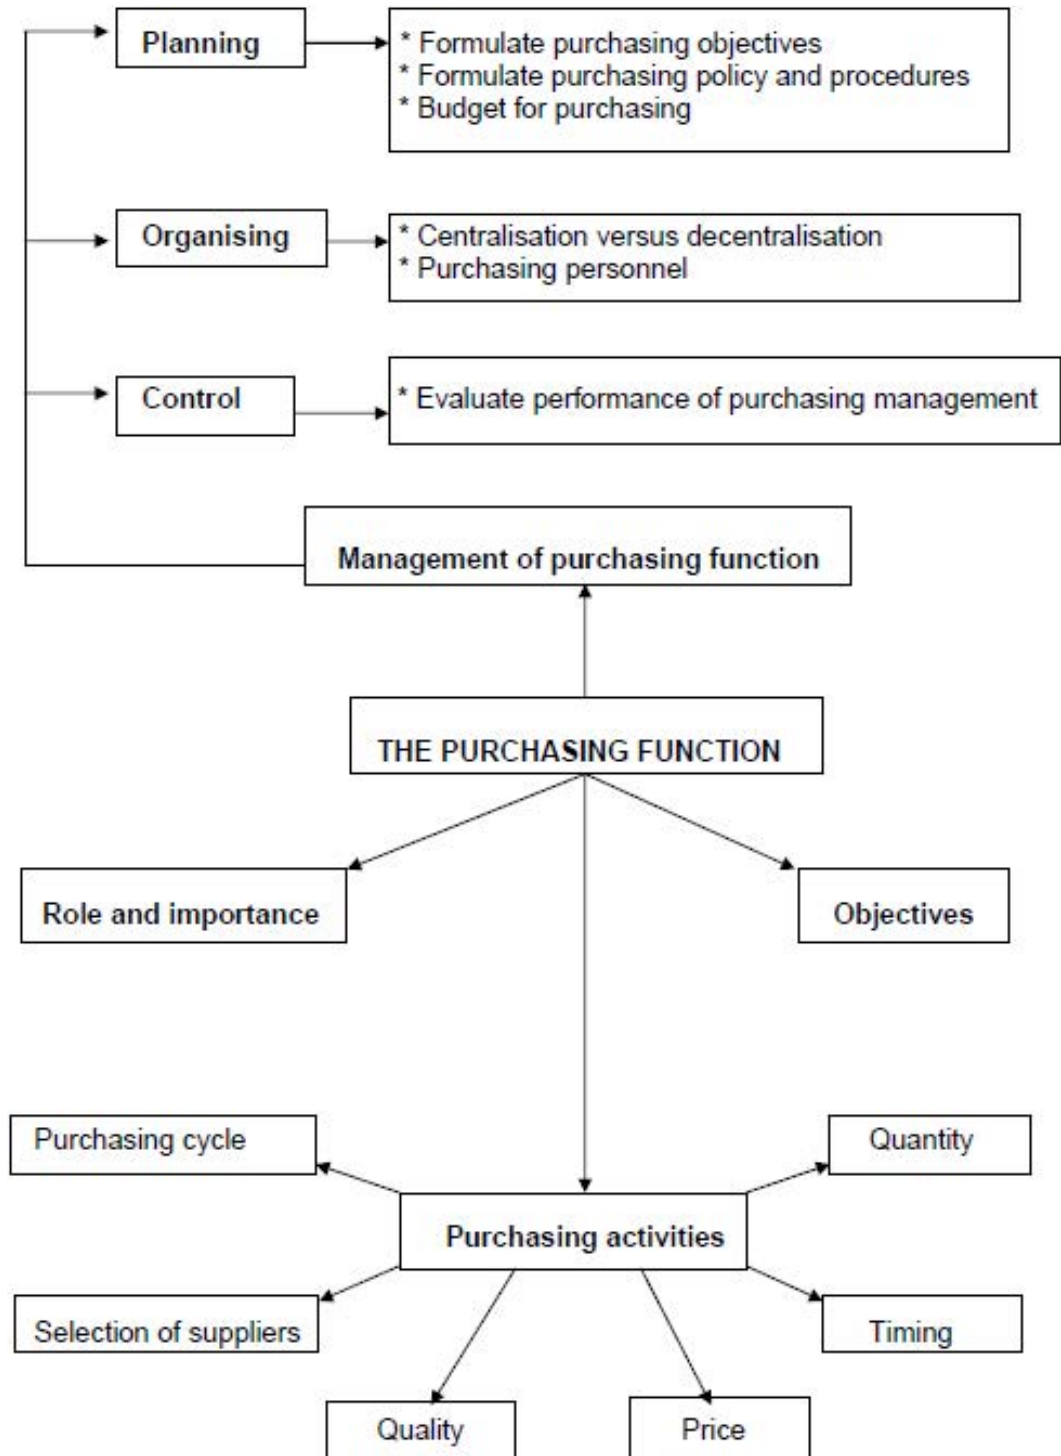 Planning
* Formulate purchasing objectives
* Formulate purchasing policy and procedures
* Budget for purchasing
Organising
* Centralisation versus decentralisation
* Purchasing personnel
Control
* Evaluate performance of purchasing management
Management of purchasing function
THE PURCHASING FUNCTION
Role and importance
Objectives
Purchasing cycle
Quantity
Purchasing activities
Selection of suppliers
Timing
Quality
Price